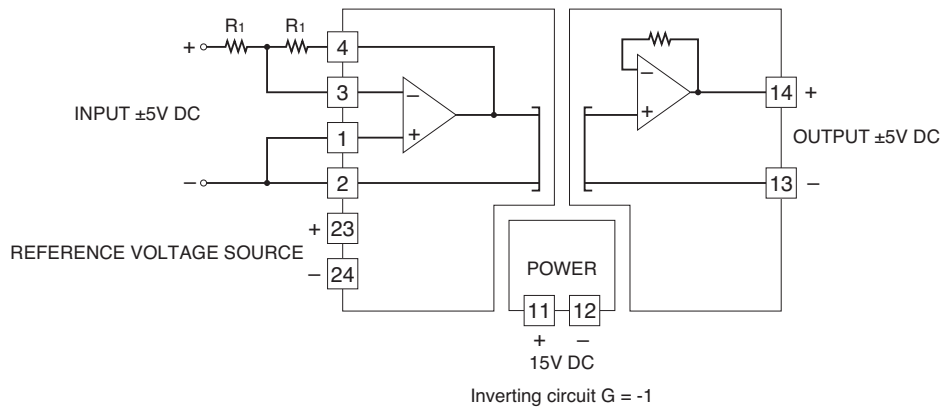 R1 R1
+ 4
3 −
INPUT ±5V DC
1 +
− 2
+ 23
REFERENCE VOLTAGE SOURCE
− 24
−
+
14 +
OUTPUT ±5V DC
13 −
POWER
11 12
+ −
15V DC
Inverting circuit G = -1